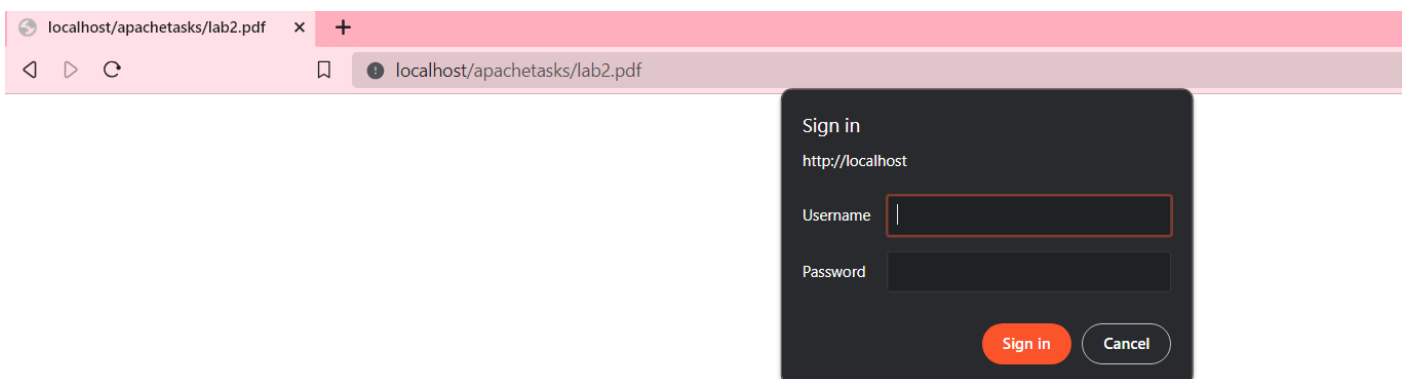 localhost/apachetasks/lab2.pdf
localhost/apachetasks/lab2.pdf
Sign in
http://localhost
Username
Password
Sign in Cancel